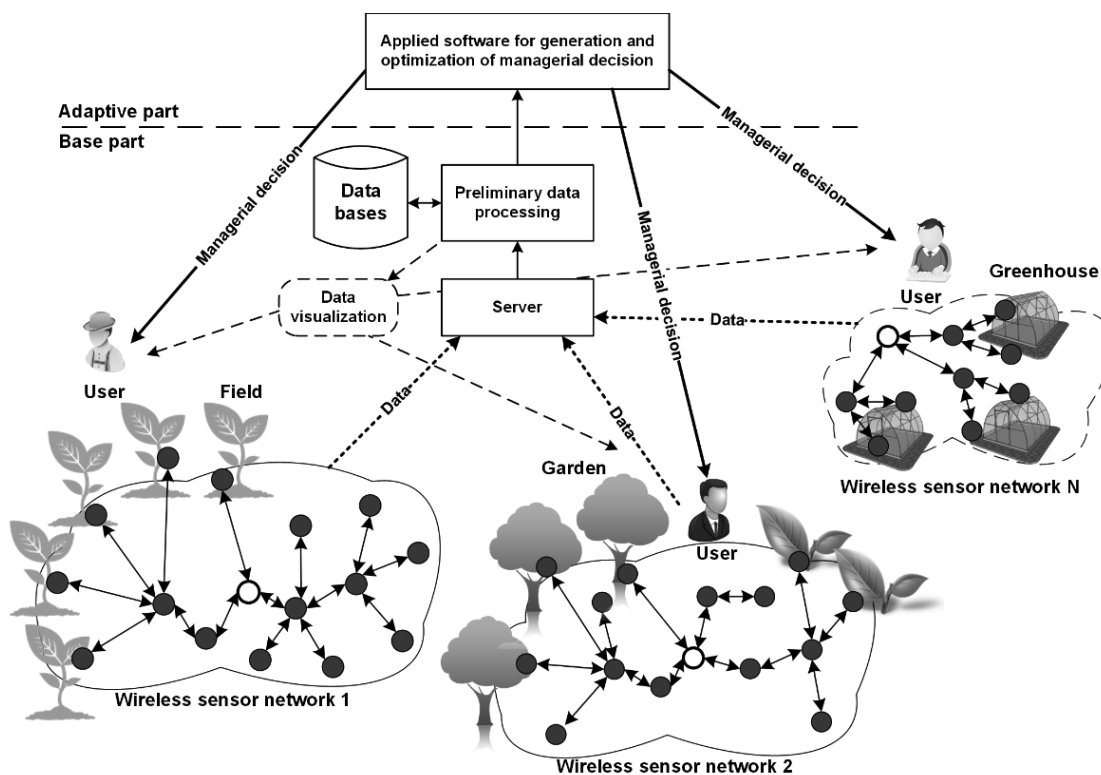 Applied software for generation and
optimization of managerial decision
Adaptive part
Base part
Managerial decision
Managerial decision
Managerial decision
Data
bases
Preliminary data
processing
Data
visualization
Server
User
Greenhouse
Data
User
Field
Data
Data
Garden
Wireless sensor network N
User
Wireless sensor network 1
Wireless sensor network 2